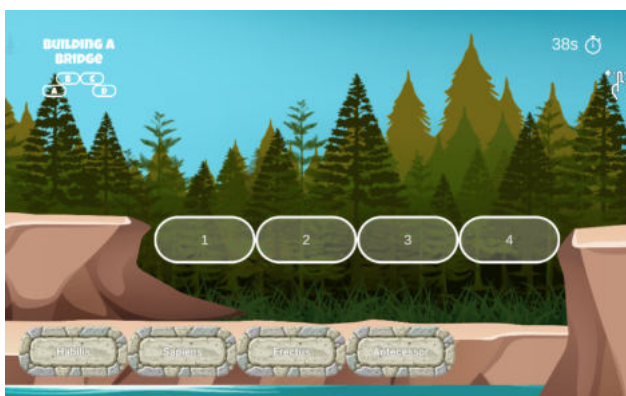 BUILDING A
BRIDGE
B C
A D
38s
1 2 3 4
Habilis Sapiens Erectus Antecessor